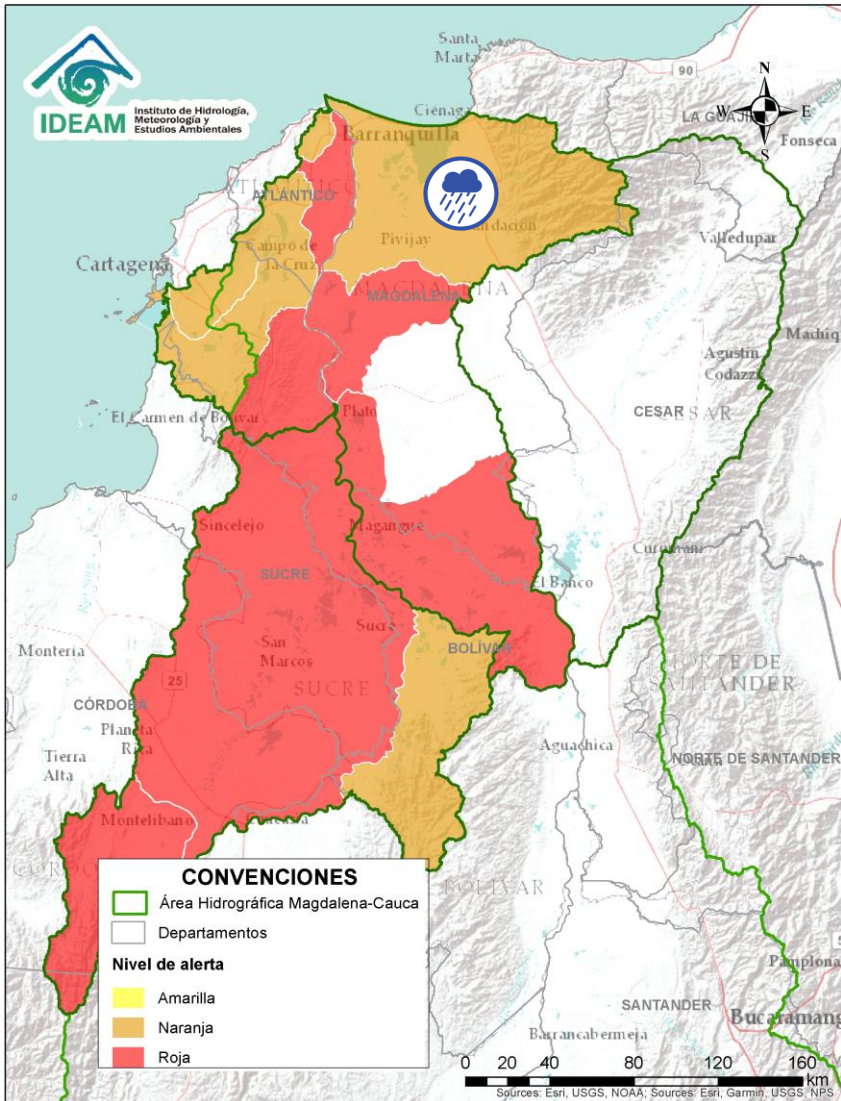 IDEAM
Instituto de Hidrología,
Meteorología y
Estudios Ambientales
Santa
Marta
90
N
W
E
S
Ciénaga
LA GUAJI
Fonseca
Barranquilla
ATLÁNTICO
Valledupar
Campo de
la Cruz
Pivijay
Cartagena
MAGDALENA
Agustín
Codazzi
El Carmen de Bolívar
Plato
CESAR
CESAR
Sincelejo
Magangué
SUCRE
El Banco
Montería
San
Marcos
Sucre
BOLÍVAR
SUCRE
NORTE DE
SANTANDER
25
CÓRDOBA
Planeta
Rica
Tierra
Alta
Aguachica
NORTE DE SANTANDER
Montelíbano
BOLÍVAR
CONVENCIONES
Área Hidrográfica Magdalena-Cauca
Departamentos
Nivel de alerta
Amarilla
Naranja
Roja
Pamplona
SANTANDER
Bucaramang
Barrancabermeja
0 20 40 80 120 160
km
Sources: Esri, USGS, NOAA; Sources: Esri, Garmin, USGS, NPS